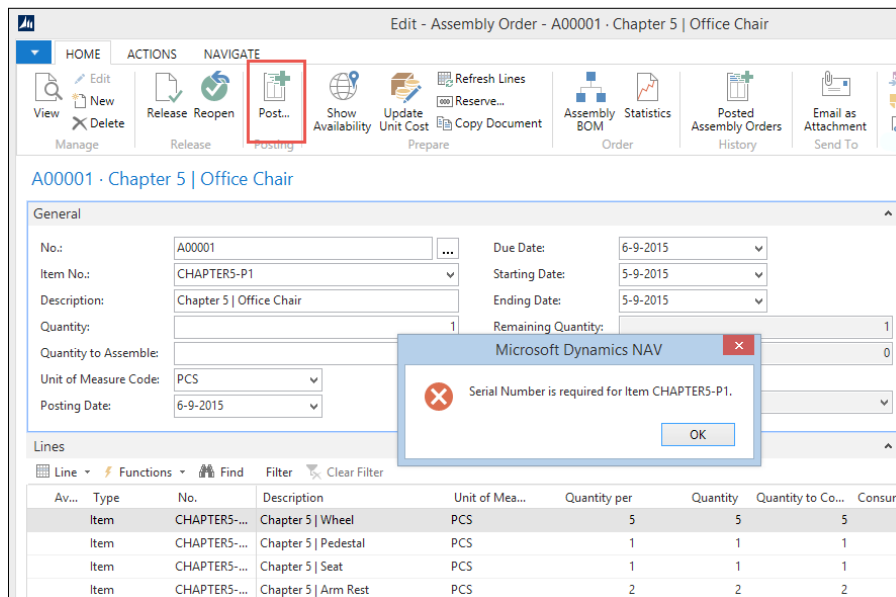 Edit - Assembly Order - A00001 · Chapter 5 | Office Chair
HOME ACTIONS NAVIGATE
View
Edit
New
Delete
Manage
Release Reopen
Release
Post...
Posting
Show Availability
Update Unit Cost
Refresh Lines
Reserve...
Copy Document
Prepare
Assembly BOM
Statistics
Order
Posted Assembly Orders
History
Email as Attachment
Send To
A00001 · Chapter 5 | Office Chair
General
No.: A00001 ...
Item No.: CHAPTER5-P1
Description: Chapter 5 | Office Chair
Quantity: 1
Quantity to Assemble:
Unit of Measure Code: PCS
Posting Date: 6-9-2015
Due Date: 6-9-2015
Starting Date: 5-9-2015
Ending Date: 5-9-2015
Remaining Quantity: 1
0
Microsoft Dynamics NAV
Serial Number is required for Item CHAPTER5-P1.
OK
Lines
Line Functions Find Filter Clear Filter
Av... Type No. Description Unit of Mea... Quantity per Quantity Quantity to Co... Consur
Item CHAPTER5-... Chapter 5 | Wheel PCS 5 5 5
Item CHAPTER5-... Chapter 5 | Pedestal PCS 1 1 1
Item CHAPTER5-... Chapter 5 | Seat PCS 1 1 1
Item CHAPTER5-... Chapter 5 | Arm Rest PCS 2 2 2